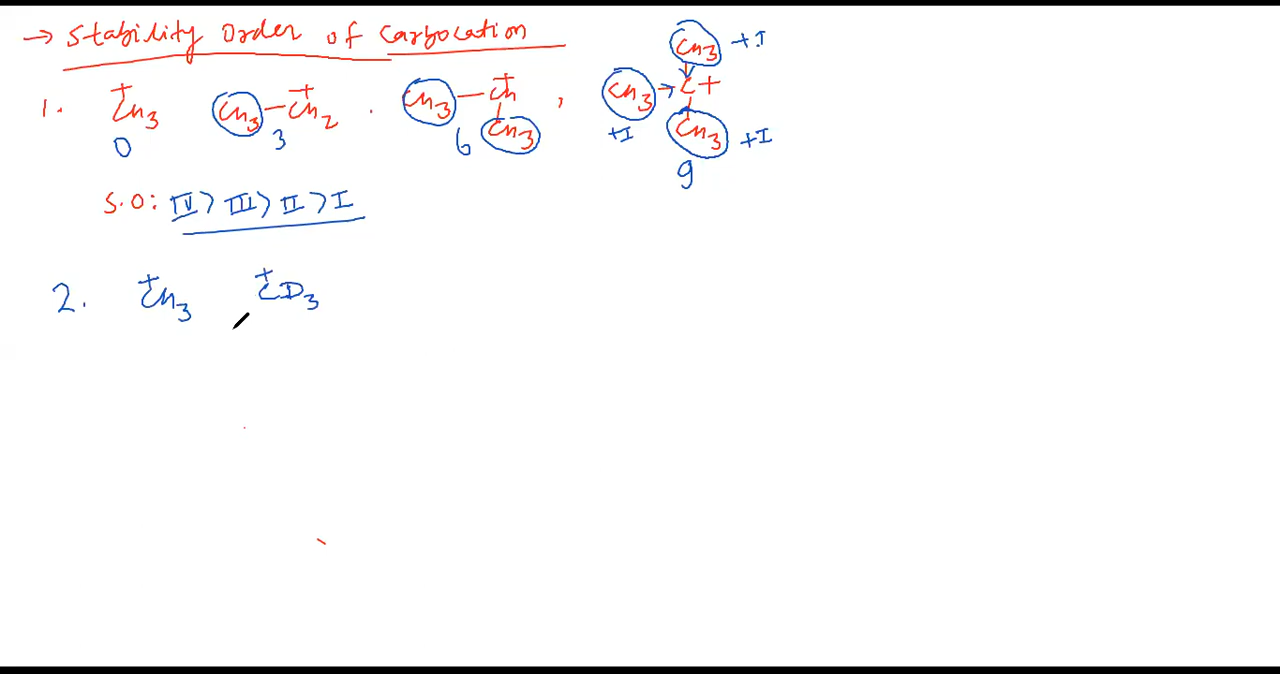 → Stability Order of Carbocation
CH3 +I
1. +CH3 CH3-+CH2 . CH3-+CH , CH3→C+
CH3 CH3
0 3 6 +I +I
9
S.O: IV > III > II > I
2. +CH3 +CD3